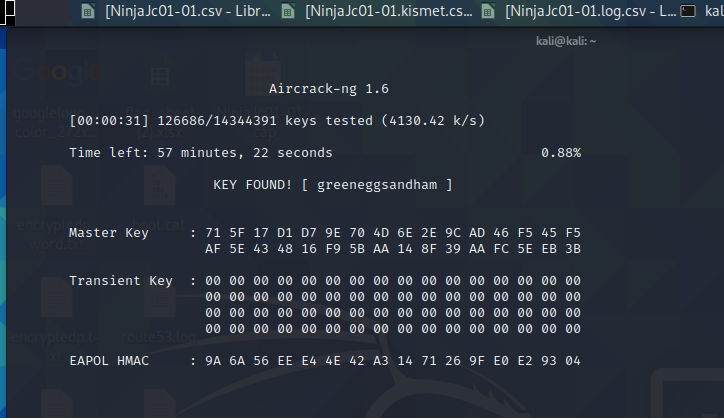 [NinjaJc01-01.csv - Libr...
[NinjaJc01-01.kismet.cs...
[NinjaJc01-01.log.csv - L...
kal
kali@kali: ~
Aircrack-ng 1.6
[00:00:31] 126686/14344391 keys tested (4130.42 k/s)
Time left: 57 minutes, 22 seconds 0.88%
KEY FOUND! [ greeneggsandham ]
Master Key : 71 5F 17 D1 D7 9E 70 4D 6E 2E 9C AD 46 F5 45 F5
AF 5E 43 48 16 F9 5B AA 14 8F 39 AA FC 5E EB 3B
Transient Key : 00 00 00 00 00 00 00 00 00 00 00 00 00 00 00 00
00 00 00 00 00 00 00 00 00 00 00 00 00 00 00 00
00 00 00 00 00 00 00 00 00 00 00 00 00 00 00 00
00 00 00 00 00 00 00 00 00 00 00 00 00 00 00 00
EAPOL HMAC : 9A 6A 56 EE E4 4E 42 A3 14 71 26 9F E0 E2 93 04